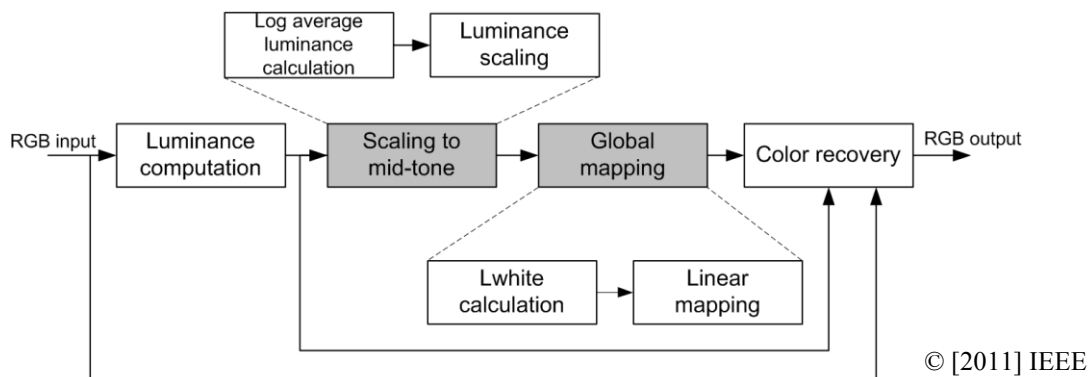 Log average
luminance
calculation
Luminance
scaling
RGB input
Luminance
computation
Scaling to
mid-tone
Global
mapping
Color recovery
RGB output
Lwhite
calculation
Linear
mapping
© [2011] IEEE